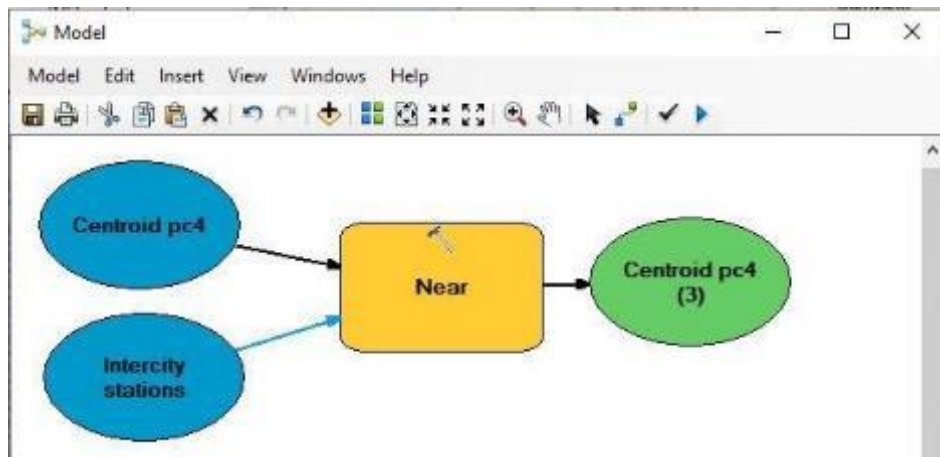 Model
Model Edit Insert View Windows Help
Centroid pc4
Near
Centroid pc4
(3)
Intercity
stations